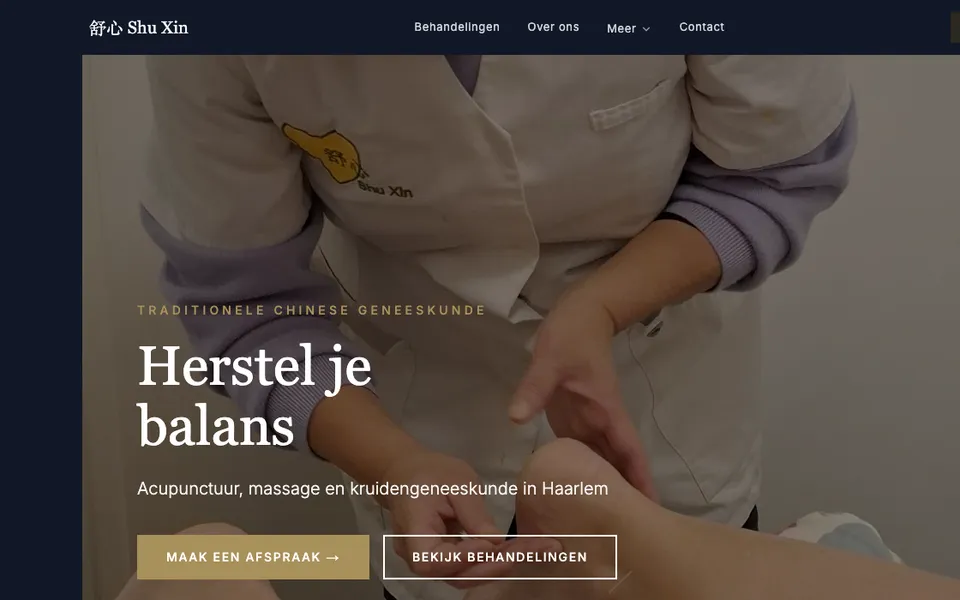 舒心 Shu Xin
Behandelingen
Over ons
Meer
Contact
Shu Xin
TRADITIONELE CHINESE GENEESKUNDE
Herstel je
balans
Acupunctuur, massage en kruidengeneeskunde in Haarlem
MAAK EEN AFSPRAAK →
BEKIJK BEHANDELINGEN